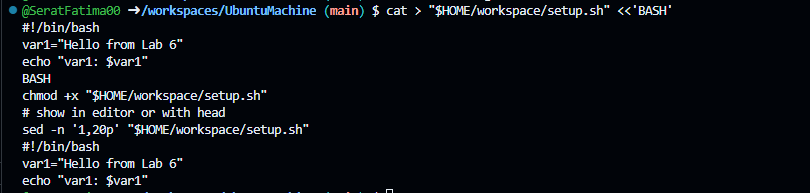 @SeratFatima00 →/workspaces/UbuntuMachine (main) $ cat > "$HOME/workspace/setup.sh" <<'BASH'
#!/bin/bash
var1="Hello from Lab 6"
echo "var1: $var1"
BASH
chmod +x "$HOME/workspace/setup.sh"
# show in editor or with head
sed -n '1,20p' "$HOME/workspace/setup.sh"
#!/bin/bash
var1="Hello from Lab 6"
echo "var1: $var1"